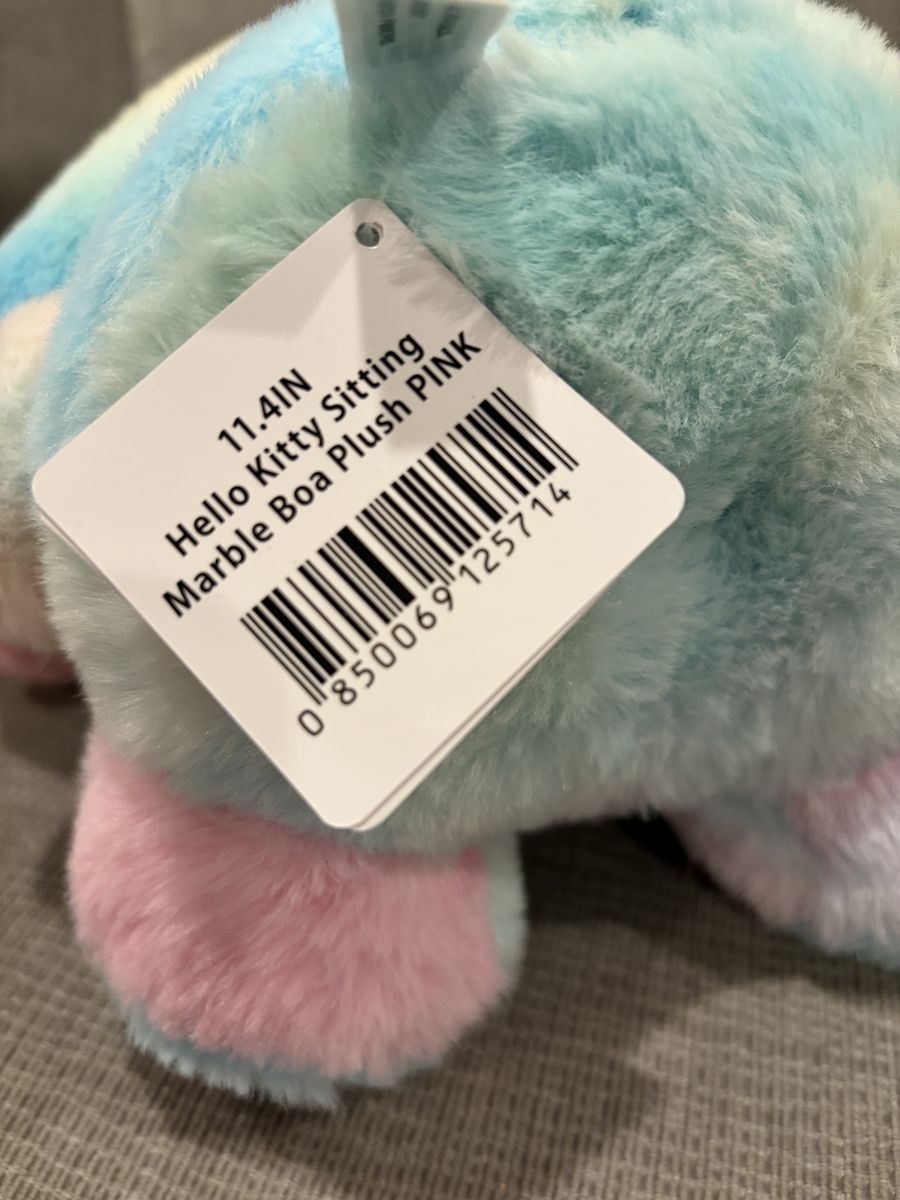 11.4IN
Hello Kitty Sitting
Marble Boa Plush PINK
0 850069 125714